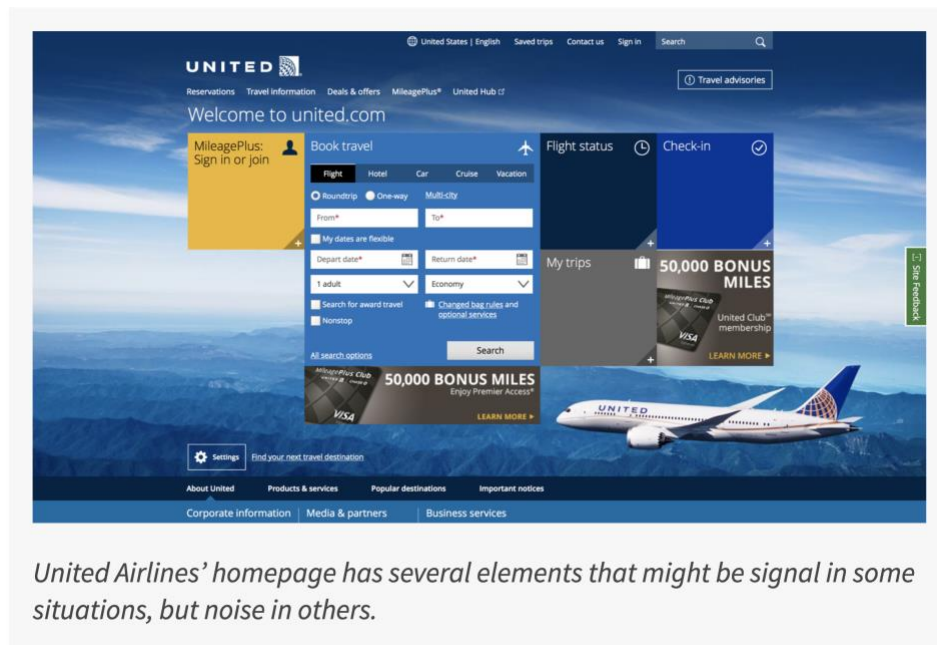 United States | English Saved trips Contact us Sign in Search
UNITED
Travel advisories
Reservations Travel Information Deals & offers MileagePlus® United Hub
Welcome to united.com
MileagePlus:
Sign in or join
Book travel
Flight Hotel Car Cruise Vacation
Roundtrip One-way Multi-city
From* To*
My dates are flexible
Depart date* Return date*
1 adult Economy
Search for award travel
Nonstop
Changed bag rules and
optional services
All search options
Search
Flight status
Check-in
My trips
50,000 BONUS
MILES
MileagePlus Club
VISA
United Club℠
membership
LEARN MORE
MileagePlus Club
VISA
50,000 BONUS MILES
Enjoy Premier Access®
LEARN MORE
[-] Site Feedback
UNITED
Settings Find your next travel destination
About United Products & services Popular destinations Important notices
Corporate information | Media & partners | Business services
United Airlines’ homepage has several elements that might be signal in some
situations, but noise in others.